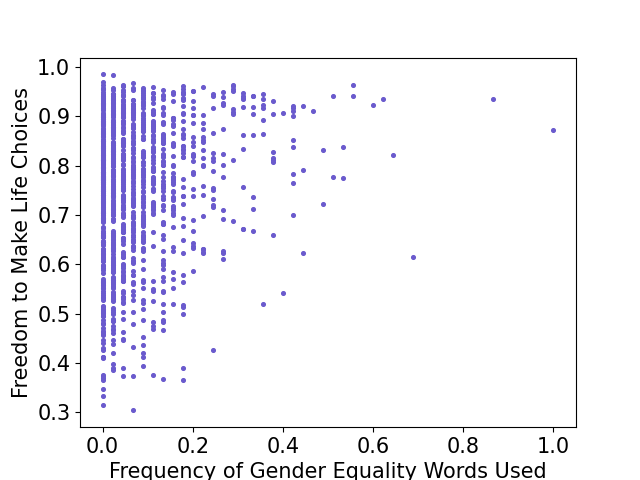 1.0
0.9
0.8
0.7
0.6
0.5
0.4
0.3
Freedom to Make Life Choices
0.0 0.2 0.4 0.6 0.8 1.0
Frequency of Gender Equality Words Used